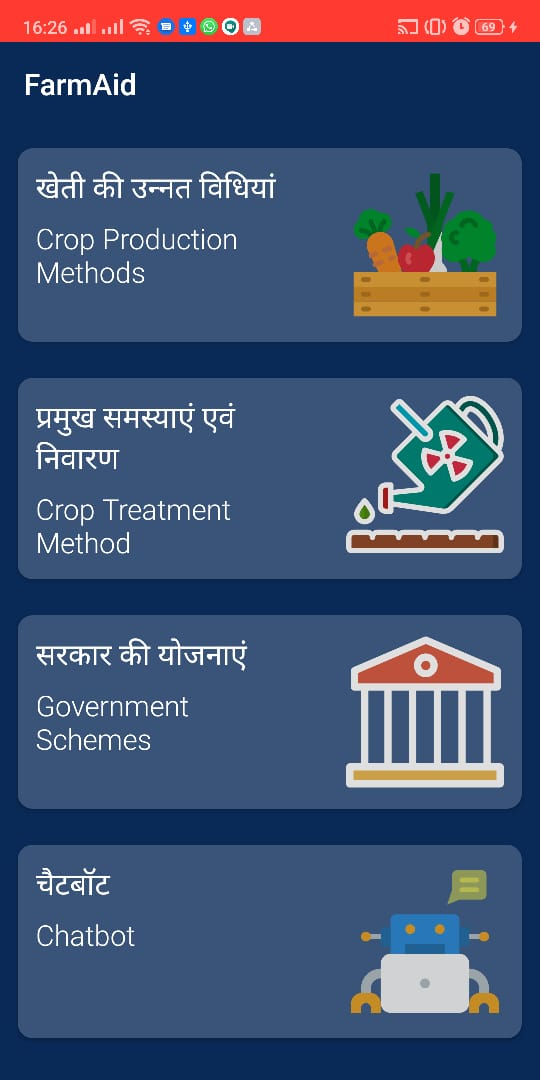 16:26
69
FarmAid
खेती की उन्नत विधियां
Crop Production
Methods
प्रमुख समस्याएं एवं
निवारण
Crop Treatment
Method
सरकार की योजनाएं
Government
Schemes
चैटबॉट
Chatbot